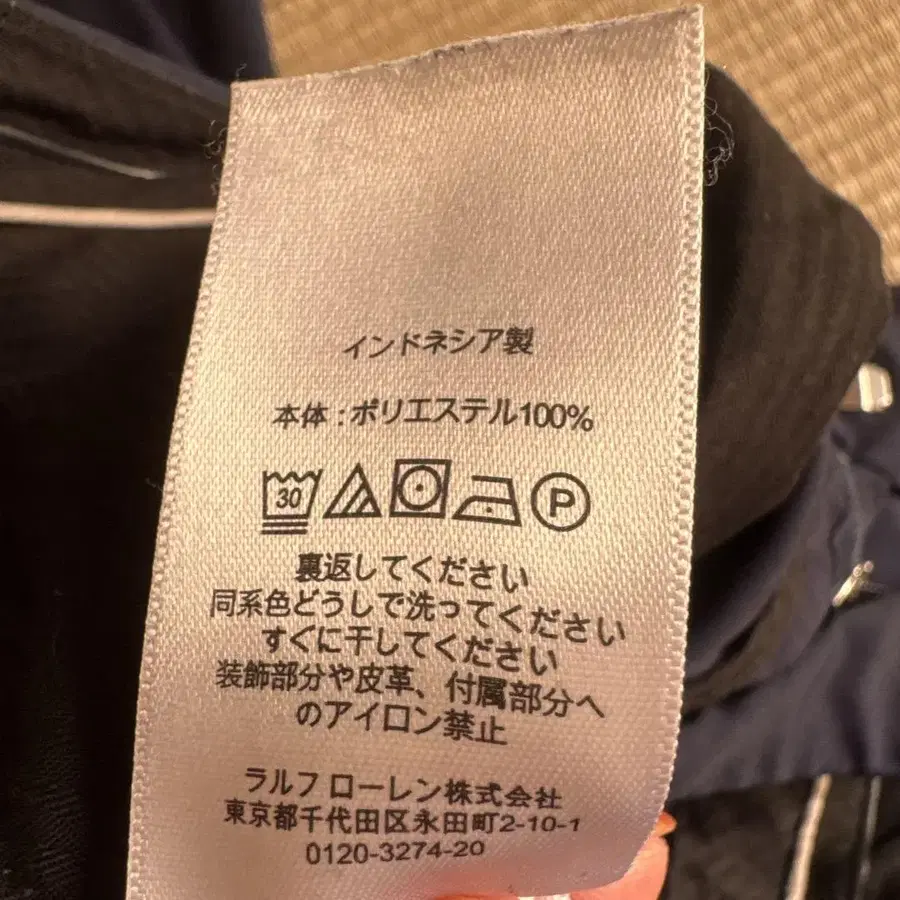 インドネシア製
本体 : ポリエステル100%
30 P
裏返してください
同系色どうしで洗ってください
すぐに干してください
装飾部分や皮革、付属部分へ
のアイロン禁止
ラルフ ローレン株式会社
東京都千代田区永田町2-10-1
0120-3274-20